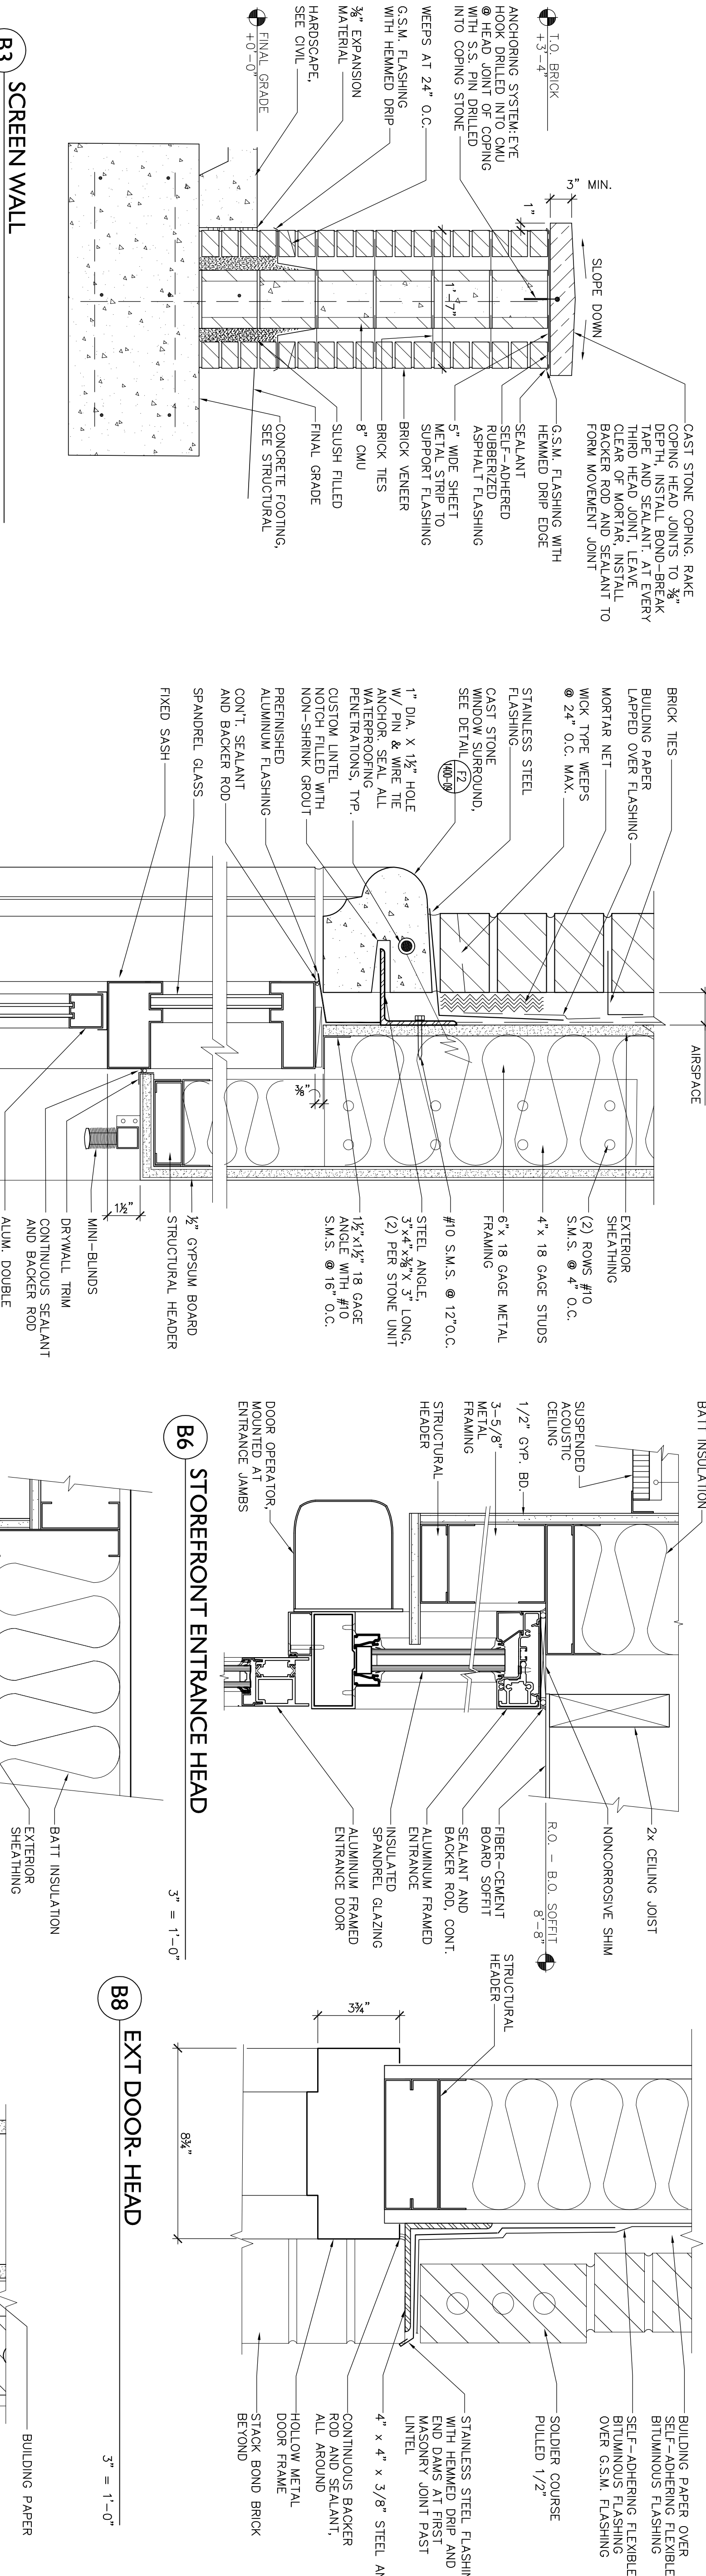 T.O. BRICK
+3'-4"
ANCHORING SYSTEM: EYE
HOOK DRILLED INTO CMU
@ HEAD JOINT OF COPING
WITH S.S. PIN DRILLED
INTO COPING STONE
WEEPS AT 24" O.C.
G.S.M. FLASHING
WITH HEMMED DRIP
⅜" EXPANSION
MATERIAL
HARDSCAPE,
SEE CIVIL
FINAL GRADE
+0'-0"
3" MIN.
1"
SLOPE DOWN
1'-7"
CAST STONE COPING. RAKE
COPING HEAD JOINTS TO ⅜"
DEPTH, INSTALL BOND-BREAK
TAPE AND SEALANT. AT EVERY
THIRD HEAD JOINT, LEAVE
CLEAR OF MORTAR, INSTALL
BACKER ROD AND SEALANT TO
FORM MOVEMENT JOINT
G.S.M. FLASHING WITH
HEMMED DRIP EDGE
SEALANT
SELF-ADHERED
RUBBERIZED
ASPHALT FLASHING
5" WIDE SHEET
METAL STRIP TO
SUPPORT FLASHING
BRICK VENEER
BRICK TIES
8" CMU
SLUSH FILLED
FINAL GRADE
CONCRETE FOOTING,
SEE STRUCTURAL
B3
SCREEN WALL
BRICK TIES
BUILDING PAPER
LAPPED OVER FLASHING
MORTAR NET
WICK TYPE WEEPS
@ 24" O.C. MAX.
STAINLESS STEEL
FLASHING
CAST STONE
WINDOW SURROUND,
SEE DETAIL
F2
1400-09
1" DIA. X 1½" HOLE
W/ PIN & WIRE TIE
ANCHOR. SEAL ALL
WATERPROOFING
PENETRATIONS, TYP.
CUSTOM LINTEL
NOTCH FILLED WITH
NON-SHRINK GROUT
PREFINISHED
ALUMINUM FLASHING
CON'T. SEALANT
AND BACKER ROD
SPANDREL GLASS
FIXED SASH
AIRSPACE
EXTERIOR
SHEATHING
(2) ROWS #10
S.M.S. @ 4" O.C.
4"x 18 GAGE STUDS
6"x 18 GAGE METAL
FRAMING
#10 S.M.S. @ 12"O.C.
STEEL ANGLE,
3"x4"x⅜"X 3" LONG,
(2) PER STONE UNIT
1½"x1½" 18 GAGE
ANGLE WITH #10
S.M.S. @ 16" O.C.
⅜"
½" GYPSUM BOARD
STRUCTURAL HEADER
1½"
MINI-BLINDS
DRYWALL TRIM
CONTINUOUS SEALANT
AND BACKER ROD
ALUM. DOUBLE
BATT INSULATION
SUSPENDED
ACOUSTIC
CEILING
1/2" GYP. BD.
3-5/8"
METAL
FRAMING
STRUCTURAL
HEADER
DOOR OPERATOR,
MOUNTED AT
ENTRANCE JAMBS
2x CEILING JOIST
NONCORROSIVE SHIM
R.O. - B.O. SOFFIT
8'-8"
FIBER-CEMENT
BOARD SOFFIT
SEALANT AND
BACKER ROD, CONT.
ALUMINUM FRAMED
ENTRANCE
INSULATED
SPANDREL GLAZING
ALUMINUM FRAMED
ENTRANCE DOOR
B6
STOREFRONT ENTRANCE HEAD
3" = 1'-0"
BATT INSULATION
EXTERIOR
SHEATHING
STRUCTURAL
HEADER
3¾"
8¾"
BUILDING PAPER OVER
SELF-ADHERING FLEXIBLE
BITUMINOUS FLASHING
SELF-ADHERING FLEXIBLE
BITUMINOUS FLASHING
OVER G.S.M. FLASHING
SOLDIER COURSE
PULLED 1/2"
STAINLESS STEEL FLASHIN
WITH HEMMED DRIP AND
END DAMS AT FIRST
MASONRY JOINT PAST
LINTEL
4" x 4" x 3/8" STEEL AN
CONTINUOUS BACKER
ROD AND SEALANT,
ALL AROUND
HOLLOW METAL
DOOR FRAME
STACK BOND BRICK
BEYOND
B8
EXT DOOR- HEAD
3" = 1'-0"
BUILDING PAPER